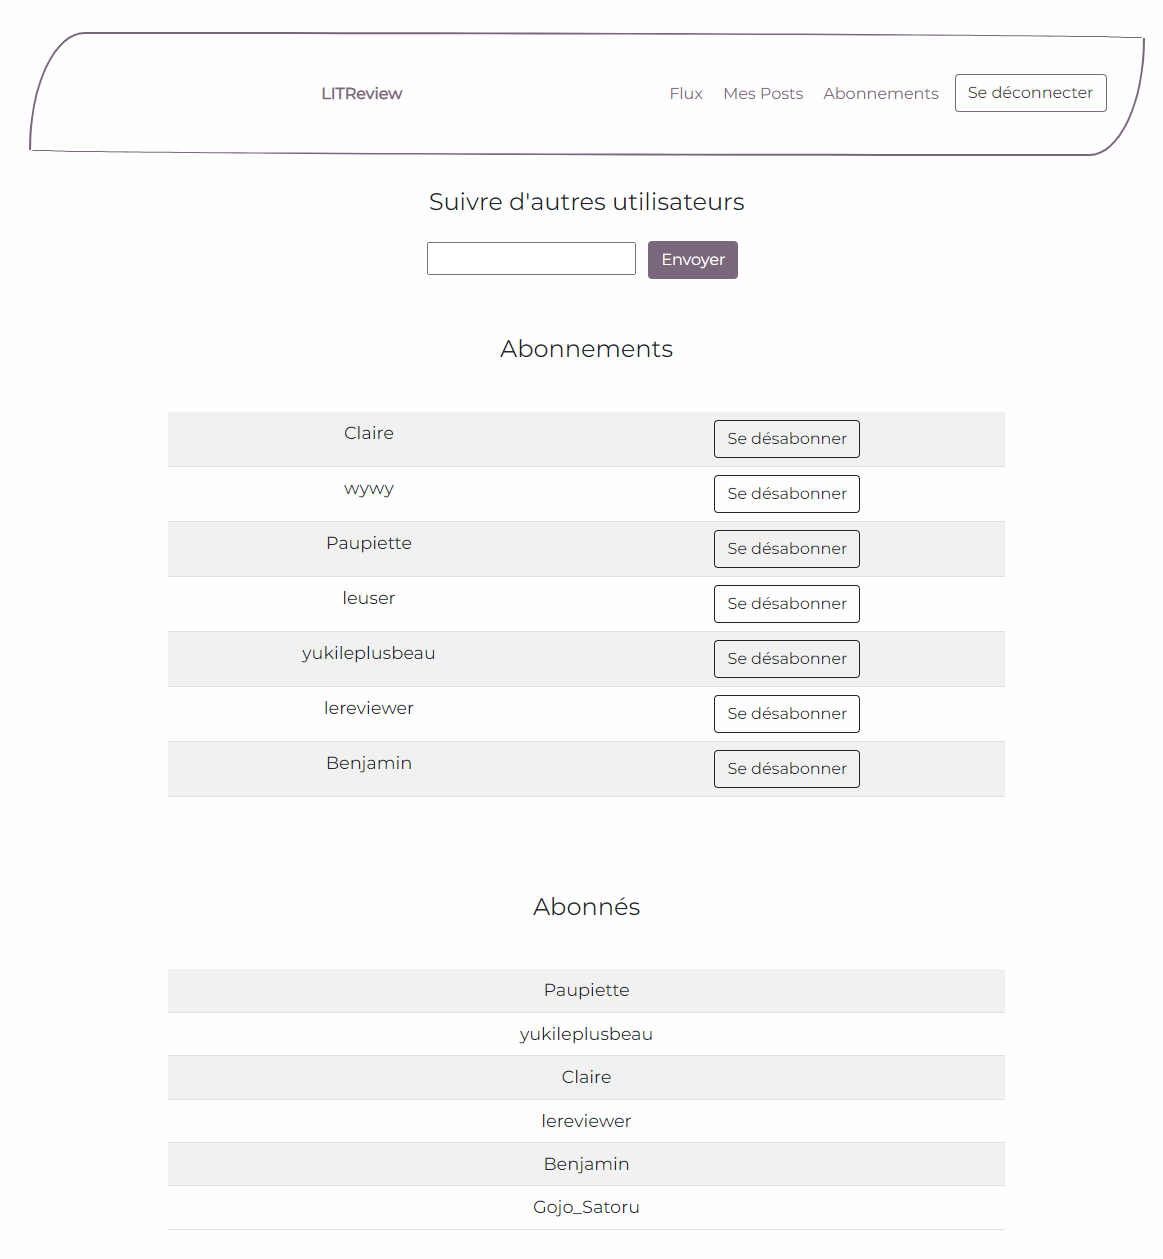 LITReview Flux Mes Posts Abonnements Se déconnecter
Suivre d'autres utilisateurs
Envoyer
Abonnements
Claire Se désabonner
wywy Se désabonner
Paupiette Se désabonner
leuser Se désabonner
yukileplusbeau Se désabonner
lereviewer Se désabonner
Benjamin Se désabonner
Abonnés
Paupiette
yukileplusbeau
Claire
lereviewer
Benjamin
Gojo_Satoru